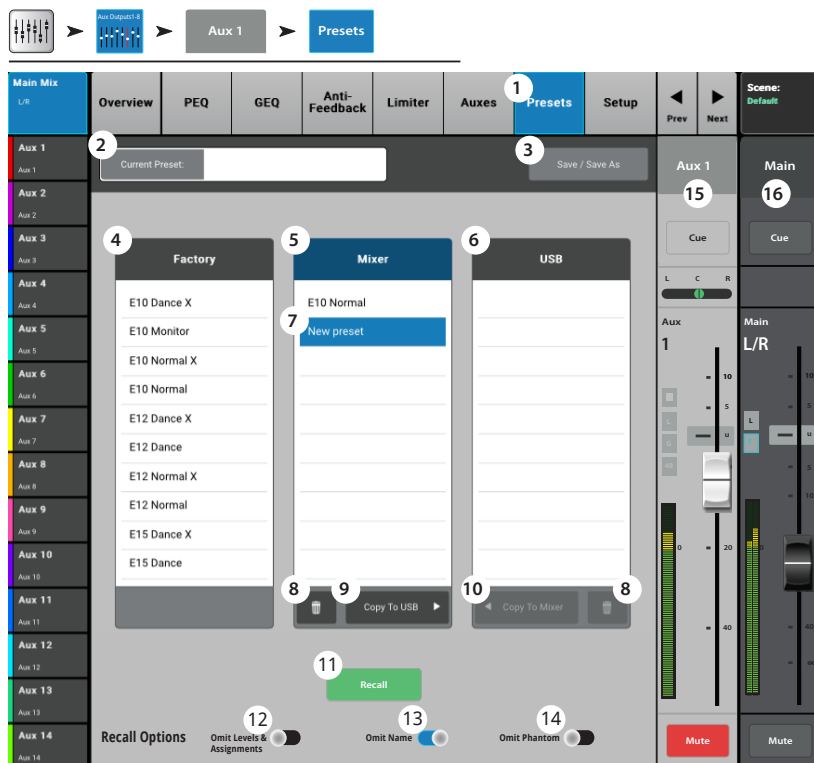 Aux Outputs1-8
Aux 1
Presets
Main Mix
L/R
Overview
PEQ
GEQ
Anti-
Feedback
Limiter
Auxes
1
Presets
Setup
Prev
Next
Scene:
Default
Aux 1
Aux 1
Aux 2
Aux 2
Aux 3
Aux 3
Aux 4
Aux 4
Aux 5
Aux 5
Aux 6
Aux 6
Aux 7
Aux 7
Aux 8
Aux 8
Aux 9
Aux 9
Aux 10
Aux 10
Aux 11
Aux 11
Aux 12
Aux 12
Aux 13
Aux 13
Aux 14
Aux 14
2
Current Preset:
3
Save / Save As
4
Factory
E10 Dance X
E10 Monitor
E10 Normal X
E10 Normal
E12 Dance X
E12 Dance
E12 Normal X
E12 Normal
E15 Dance X
E15 Dance
5
Mixer
E10 Normal
7
New preset
8
9
Copy To USB
6
USB
10
Copy To Mixer
8
11
Recall
Recall Options
12
Omit Levels &
Assignments
13
Omit Name
14
Omit Phantom
Aux 1
15
Cue
L C R
Aux
1
10
5
L
G
48
U
0
20
40
Mute
Main
16
Cue
Main
L/R
10
5
L
U
5
10
0
20
40
∞
Mute